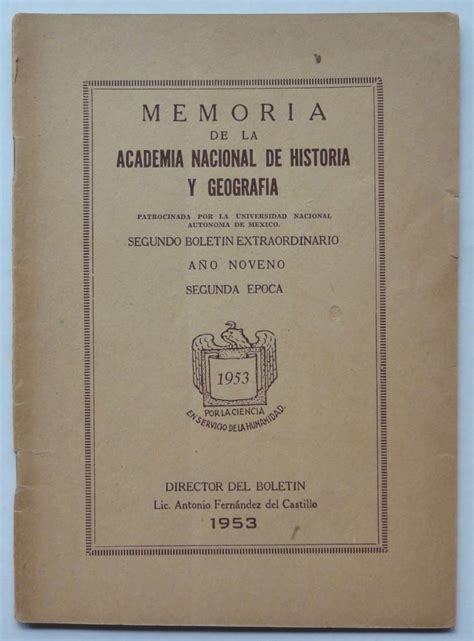 MEMORIA
DE LA
ACADEMIA NACIONAL DE HISTORIA
Y GEOGRAFIA
PATROCINADA POR LA UNIVERSIDAD NACIONAL
AUTONOMA DE MEXICO.
SEGUNDO BOLETIN EXTRAORDINARIO
AÑO NOVENO
SEGUNDA EPOCA
1953
POR LA CIENCIA
EN SERVICIO DE LA HUMANIDAD.
DIRECTOR DEL BOLETIN
Lic. Antonio Fernández del Castillo
1953